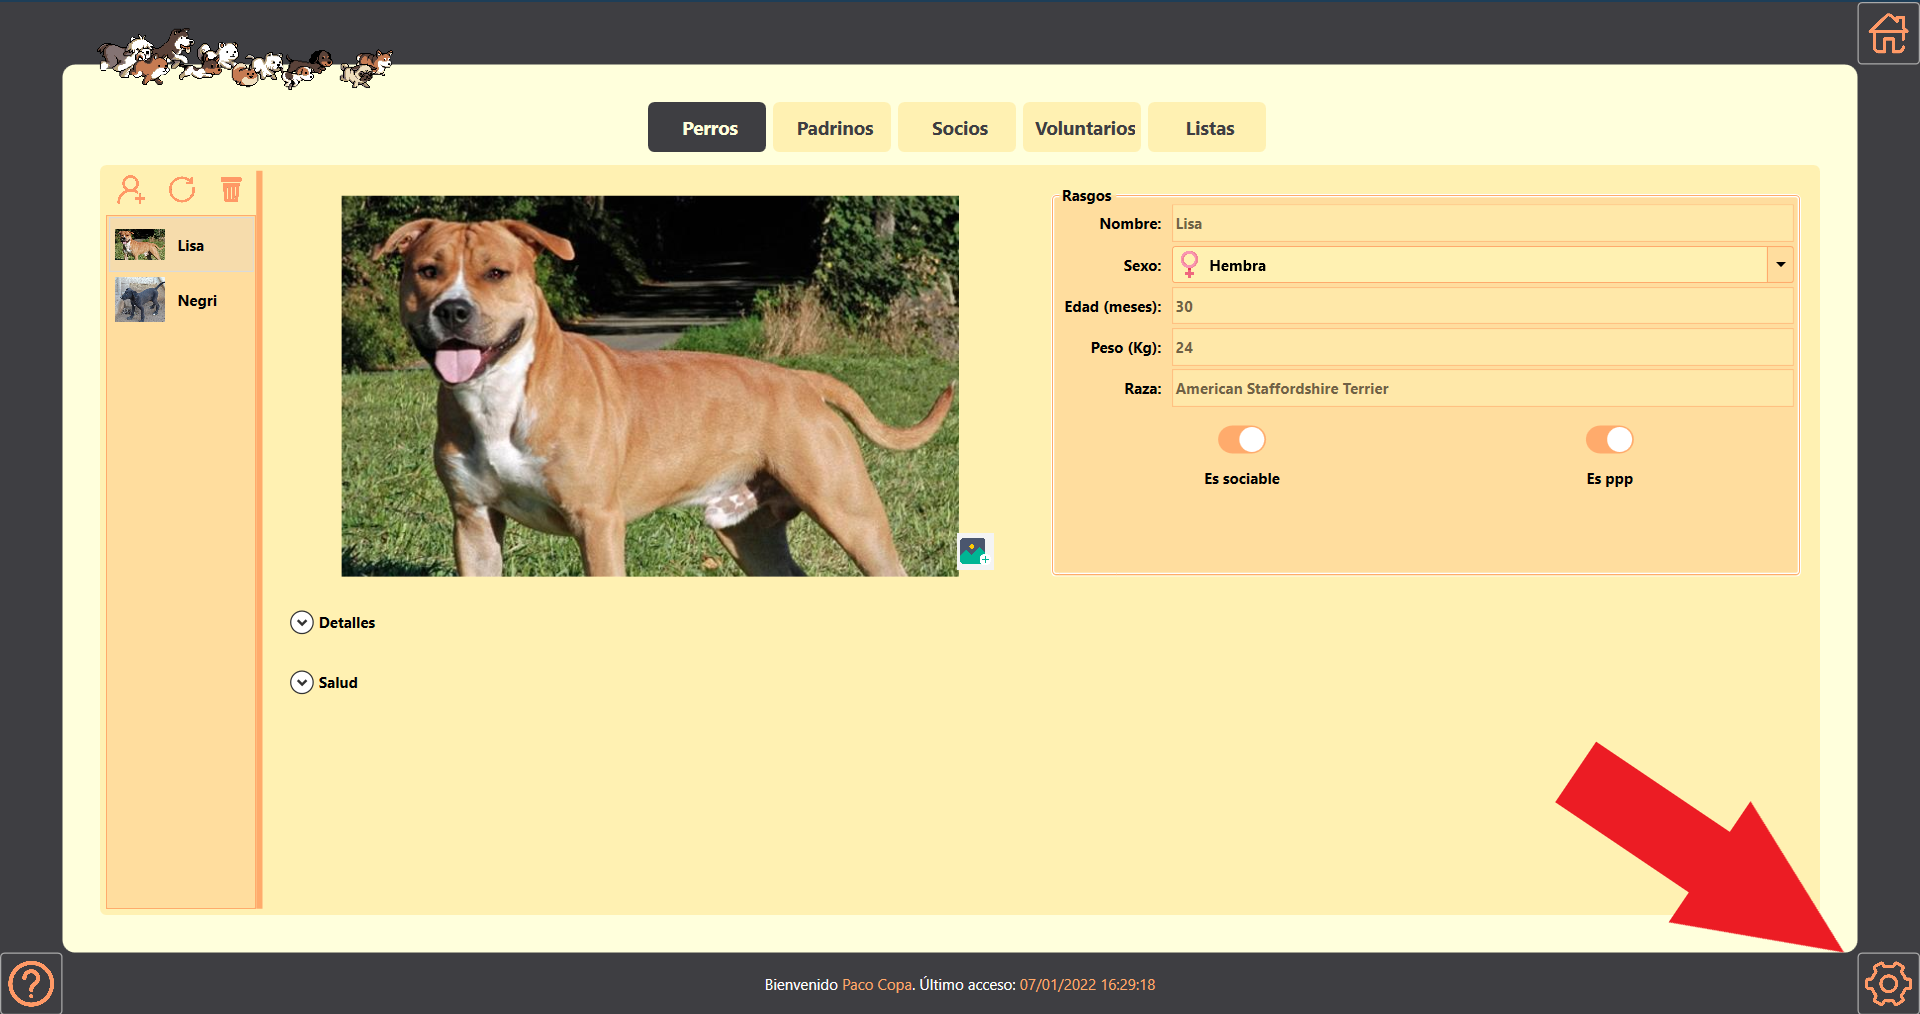 Perros
Padrinos
Socios
Voluntarios
Listas
Lisa
Negri
Rasgos
Nombre: Lisa
Sexo: Hembra
Edad (meses): 30
Peso (Kg): 24
Raza: American Staffordshire Terrier
Es sociable
Es ppp
Detalles
Salud
Bienvenido Paco Copa. Último acceso: 07/01/2022 16:29:18